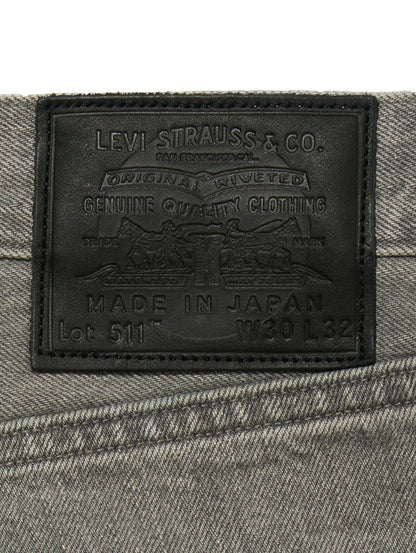 LEVI STRAUSS & CO.
SAN FRANCISCO, CAL.
ORIGINAL RIVETED
GENUINE QUALITY CLOTHING
TRADE MARK
MADE IN JAPAN
Lot 511™ W30 L32